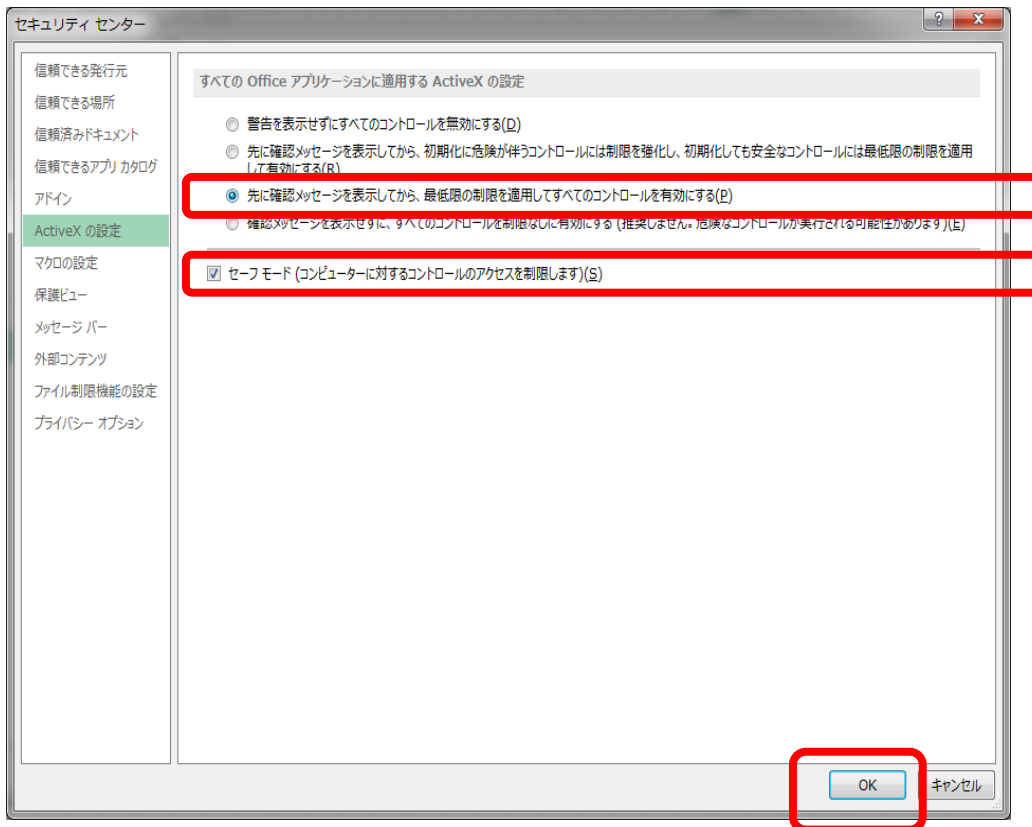 セキュリティ センター
信頼できる発行元
信頼できる場所
信頼済みドキュメント
信頼できるアプリ カタログ
アドイン
ActiveX の設定
マクロの設定
保護ビュー
メッセージ バー
外部コンテンツ
ファイル制限機能の設定
プライバシー オプション
すべての Office アプリケーションに適用する ActiveX の設定
警告を表示せずにすべてのコントロールを無効にする(D)
先に確認メッセージを表示してから、初期化に危険が伴うコントロールには制限を強化し、初期化しても安全なコントロールには最低限の制限を適用
して有効にする(R)
先に確認メッセージを表示してから、最低限の制限を適用してすべてのコントロールを有効にする(P)
確認メッセージを表示せずに、すべてのコントロールを制限なしに有効にする (推奨しません。危険なコントロールが実行される可能性があります)(E)
セーフ モード (コンピューターに対するコントロールのアクセスを制限します)(S)
OK
キャンセル